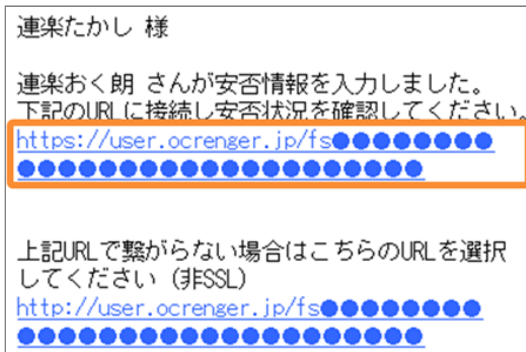 連楽たかし 様
連楽おく朗 さんが安否情報を入力しました。
下記のURLに接続し安否状況を確認してください。
https://user.ocrenger.jp/fs●●●●●●●●
●●●●●●●●●●●●●●●●●●●●
上記URLで繋がらない場合はこちらのURLを選択
してください（非SSL）
http://user.ocrenger.jp/fs●●●●●●●●
●●●●●●●●●●●●●●●●●●●●